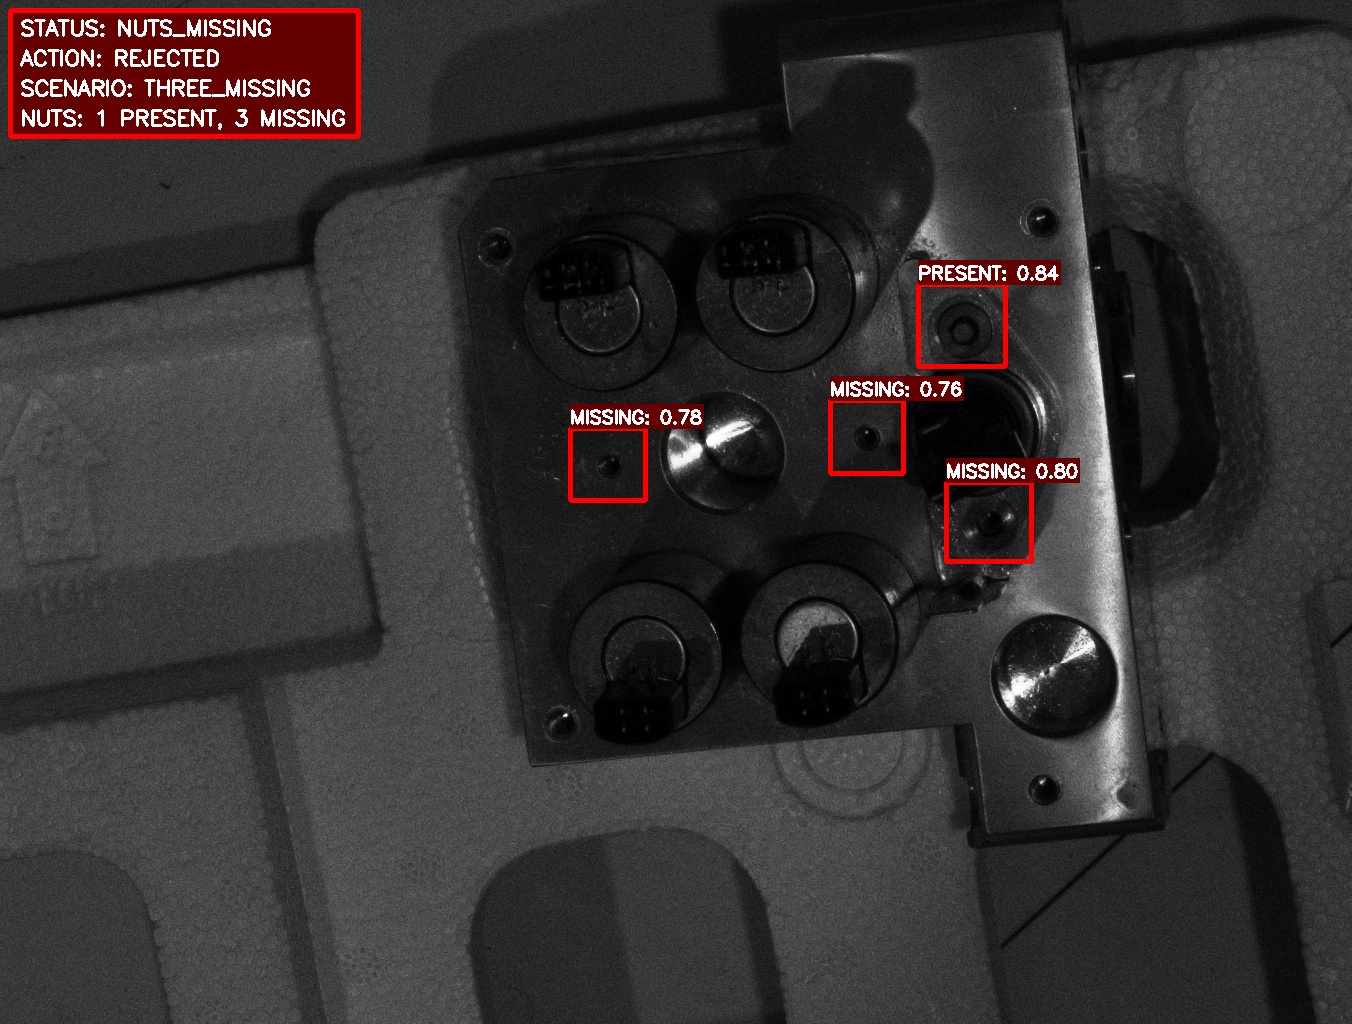 STATUS: NUTS_MISSING
ACTION: REJECTED
SCENARIO: THREE_MISSING
NUTS: 1 PRESENT, 3 MISSING
PRESENT: 0.84
MISSING: 0.76
MISSING: 0.78
MISSING: 0.80